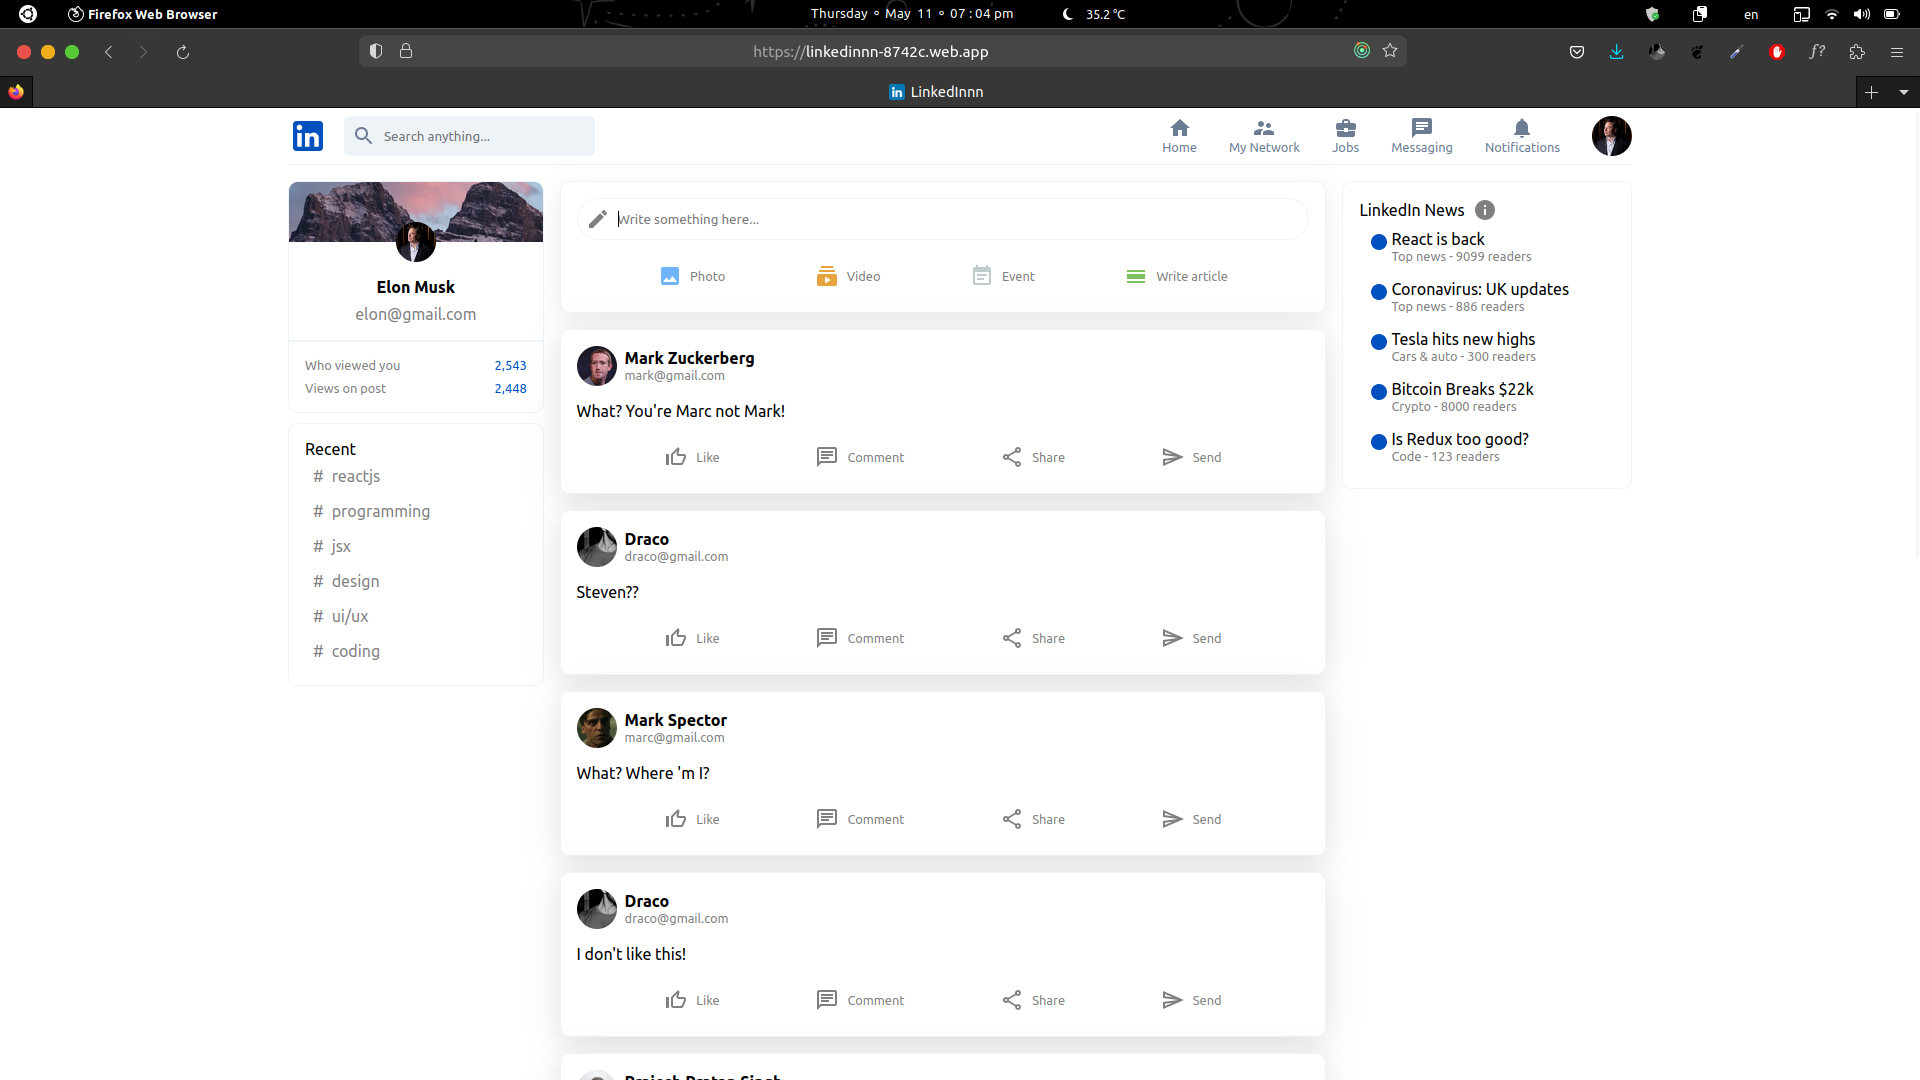 Firefox Web Browser
Thursday ∘ May 11 ∘ 07 : 04 pm
35.2 °C
en
https://linkedinnn-8742c.web.app
f?
LinkedInnn
in
Search anything...
Home
My Network
Jobs
Messaging
Notifications
Elon Musk
elon@gmail.com
Who viewed you 2,543
Views on post 2,448
Recent
# reactjs
# programming
# jsx
# design
# ui/ux
# coding
Write something here...
Photo
Video
Event
Write article
Mark Zuckerberg
mark@gmail.com
What? You're Marc not Mark!
Like
Comment
Share
Send
Draco
draco@gmail.com
Steven??
Like
Comment
Share
Send
Mark Spector
marc@gmail.com
What? Where 'm I?
Like
Comment
Share
Send
Draco
draco@gmail.com
I don't like this!
Like
Comment
Share
Send
LinkedIn News
React is back
Top news - 9099 readers
Coronavirus: UK updates
Top news - 886 readers
Tesla hits new highs
Cars & auto - 300 readers
Bitcoin Breaks $22k
Crypto - 8000 readers
Is Redux too good?
Code - 123 readers